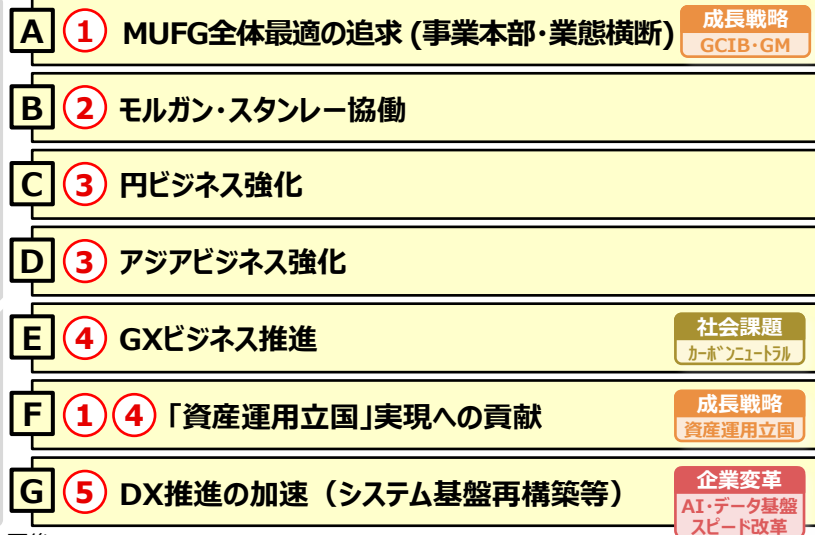 A ① MUFG全体最適の追求 (事業本部・業態横断) 成長戦略
GCIB・GM
B ② モルガン・スタンレー協働
C ③ 円ビジネス強化
D ③ アジアビジネス強化
E ④ GXビジネス推進 社会課題
ｶｰﾎﾞﾝﾆｭｰﾄﾗﾙ
F ①④ 「資産運用立国」実現への貢献 成長戦略
資産運用立国
G ⑤ DX推進の加速（システム基盤再構築等） 企業変革
AI・データ基盤
スピード改革